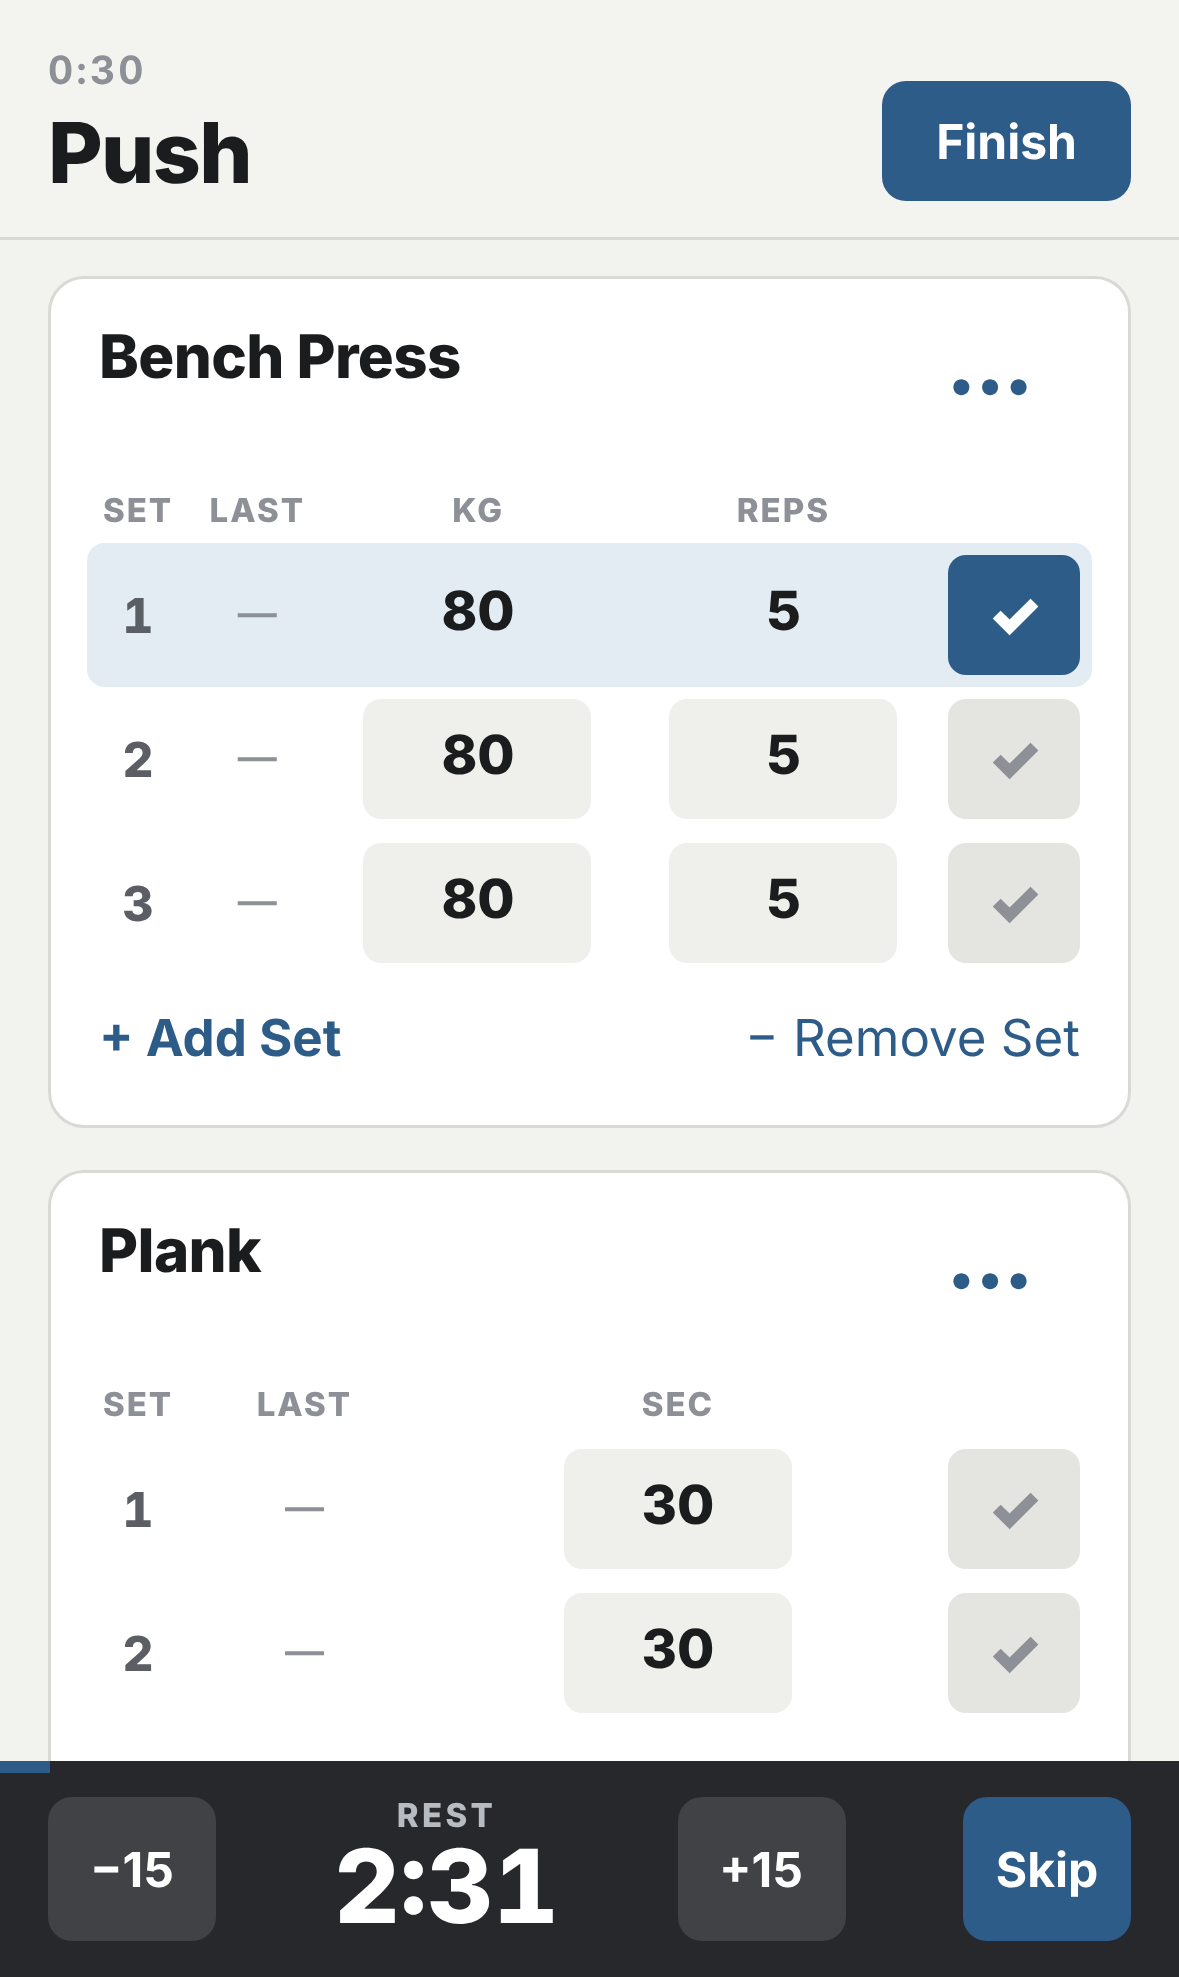 0:30
Push
Finish
Bench Press
SET LAST KG REPS
1 — 80 5
2 — 80 5
3 — 80 5
+ Add Set − Remove Set
Plank
SET LAST SEC
1 — 30
2 — 30
REST
−15 2:31 +15 Skip